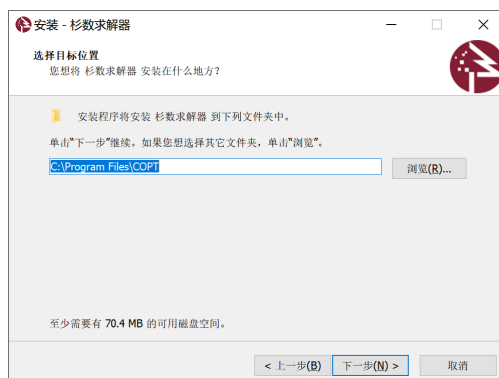 安装 - 杉数求解器
选择目标位置
您想将 杉数求解器 安装在什么地方?
安装程序将安装 杉数求解器 到下列文件夹中。
单击"下一步"继续。如果您想选择其它文件夹，单击"浏览"。
C:\Program Files\COPT
浏览(R)...
至少需要有 70.4 MB 的可用磁盘空间。
< 上一步(B)
下一步(N) >
取消